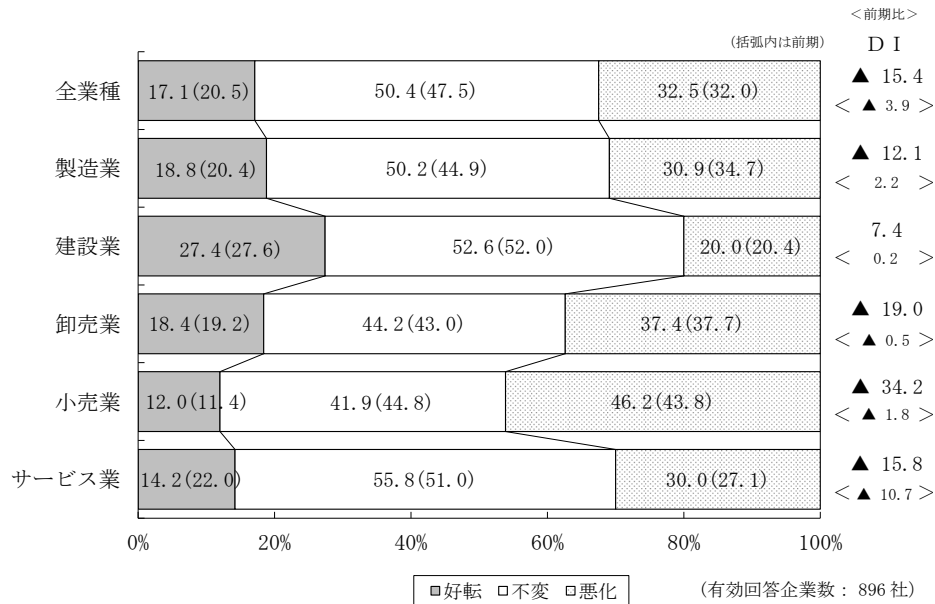 <前期比>
(括弧内は前期) DI
全業種 17.1(20.5) 50.4(47.5) 32.5(32.0) ▲ 15.4
< ▲ 3.9 >
製造業 18.8(20.4) 50.2(44.9) 30.9(34.7) ▲ 12.1
< 2.2 >
建設業 27.4(27.6) 52.6(52.0) 20.0(20.4) 7.4
< 0.2 >
卸売業 18.4(19.2) 44.2(43.0) 37.4(37.7) ▲ 19.0
< ▲ 0.5 >
小売業 12.0(11.4) 41.9(44.8) 46.2(43.8) ▲ 34.2
< ▲ 1.8 >
サービス業 14.2(22.0) 55.8(51.0) 30.0(27.1) ▲ 15.8
< ▲ 10.7 >
0% 20% 40% 60% 80% 100%
好転 不変 悪化 (有効回答企業数: 896 社)